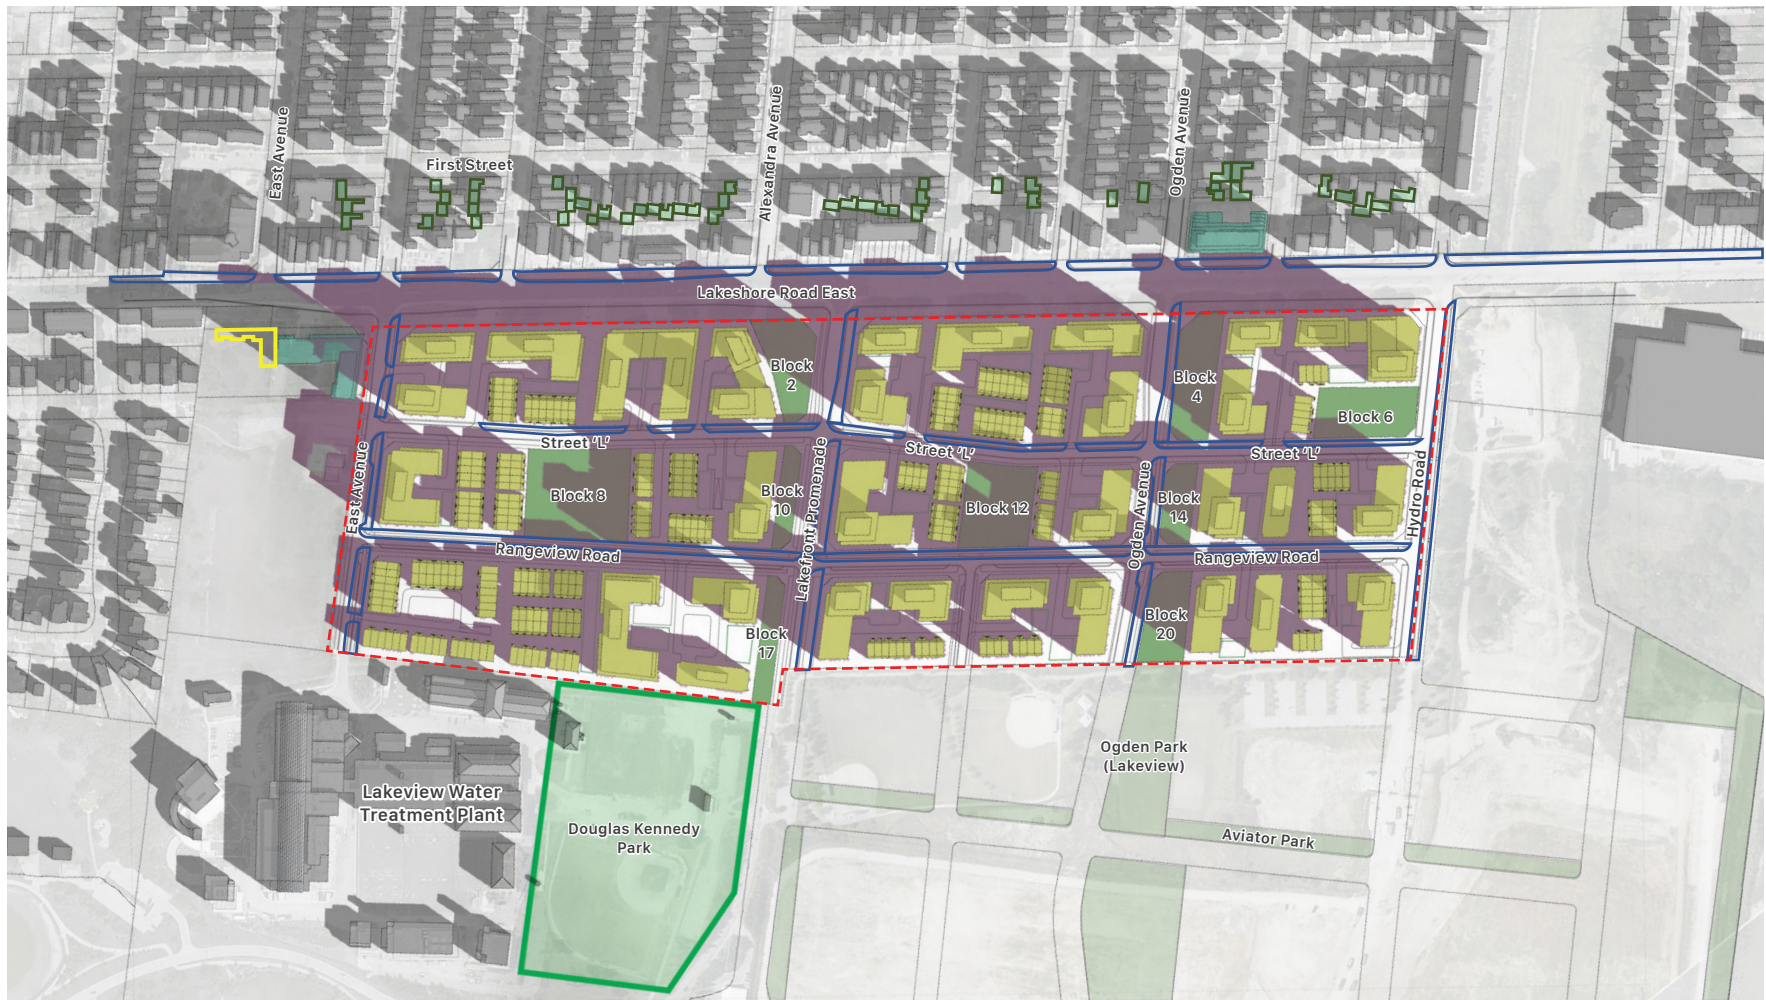 East Avenue
First Street
Alexandra Avenue
Ogden Avenue
Lakeshore Road East
Block
2
Block
4
Block 6
Street 'L'
Street 'L'
Street 'L'
East Avenue
Block 8
Block
10
Lakefront Promenade
Block 12
Ogden Avenue
Block
14
Hydro Road
Rangeview Road
Rangeview Road
Block
17
Block
20
Lakeview Water
Treatment Plant
Douglas Kennedy
Park
Ogden Park
(Lakeview)
Aviator Park